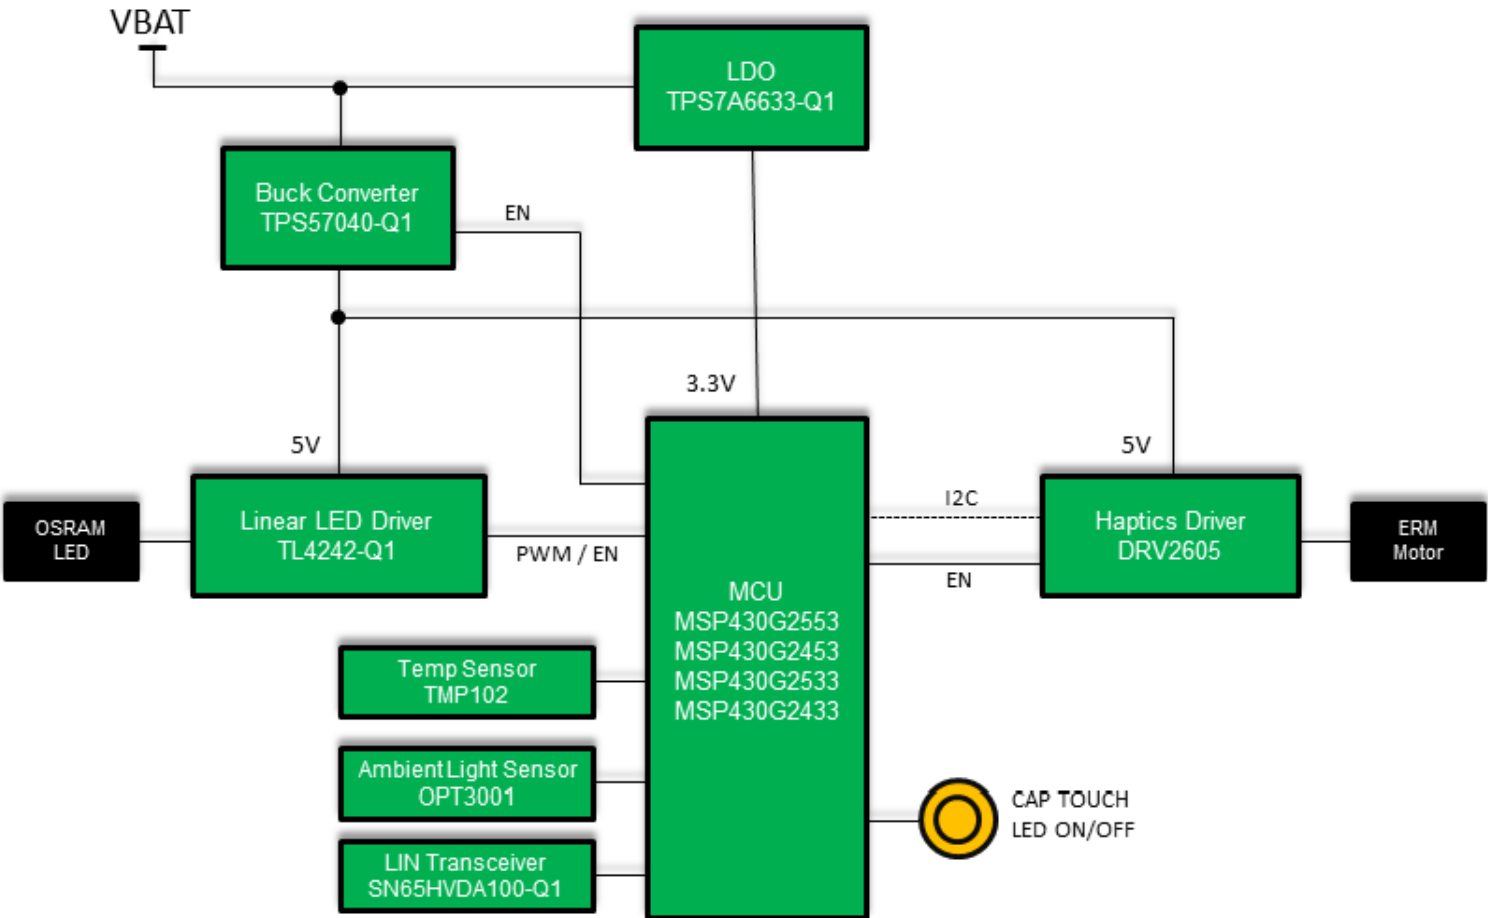 VBAT
LDO
TPS7A6633-Q1
Buck Converter
TPS57040-Q1
EN
3.3V
5V
5V
OSRAM
LED
Linear LED Driver
TL4242-Q1
PWM / EN
I2C
EN
Haptics Driver
DRV2605
ERM
Motor
MCU
MSP430G2553
MSP430G2453
MSP430G2533
MSP430G2433
Temp Sensor
TMP102
Ambient Light Sensor
OPT3001
LIN Transceiver
SN65HVDA100-Q1
CAP TOUCH
LED ON/OFF